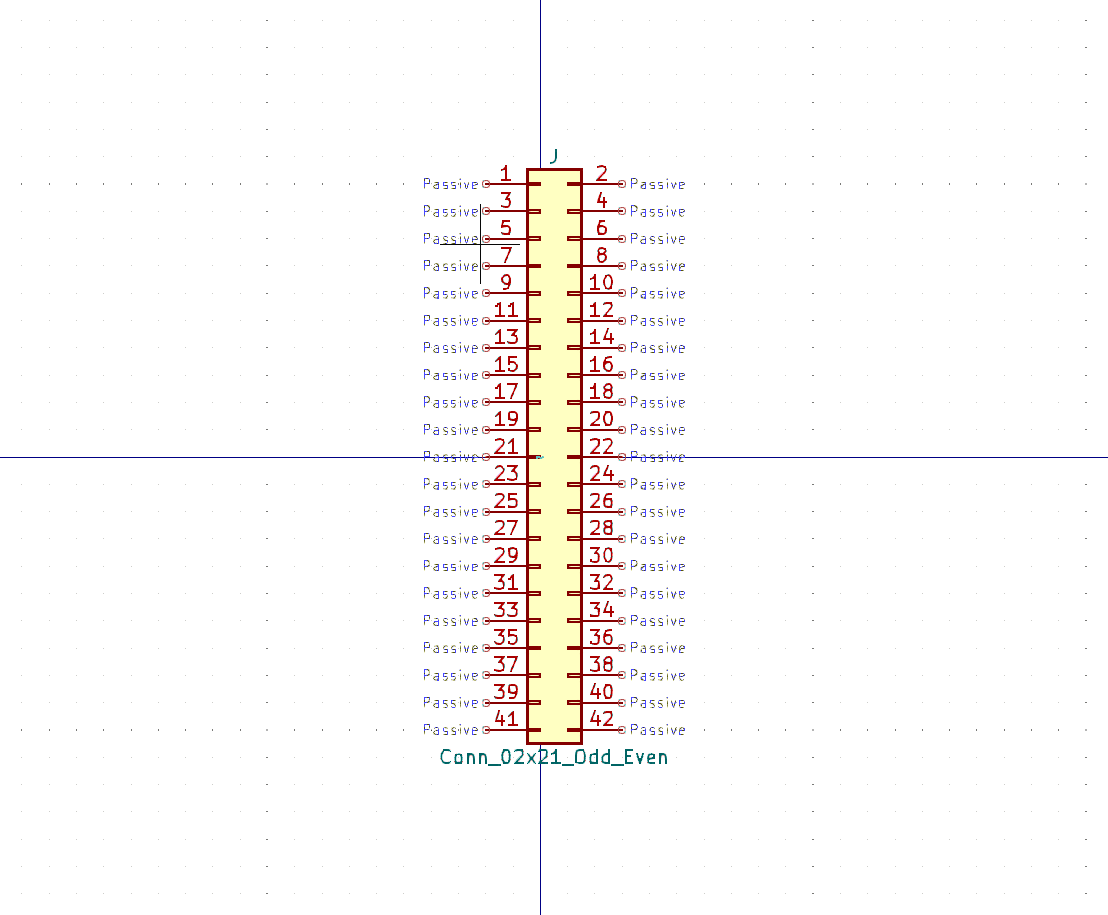 J
Passive 1 2 Passive
Passive 3 4 Passive
Passive 5 6 Passive
Passive 7 8 Passive
Passive 9 10 Passive
Passive 11 12 Passive
Passive 13 14 Passive
Passive 15 16 Passive
Passive 17 18 Passive
Passive 19 20 Passive
Passive 21 22 Passive
Passive 23 24 Passive
Passive 25 26 Passive
Passive 27 28 Passive
Passive 29 30 Passive
Passive 31 32 Passive
Passive 33 34 Passive
Passive 35 36 Passive
Passive 37 38 Passive
Passive 39 40 Passive
Passive 41 42 Passive
Conn_02x21_Odd_Even